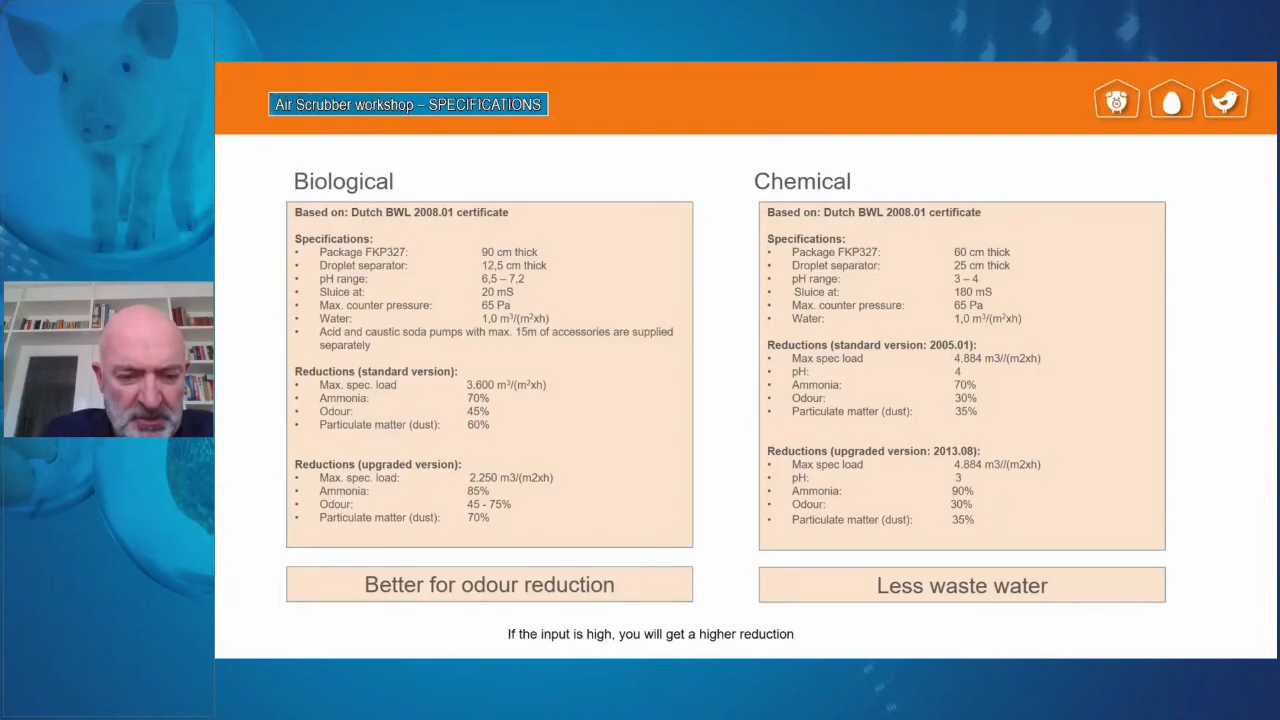 Air Scrubber workshop – SPECIFICATIONS
Biological
Based on: Dutch BWL 2008.01 certificate
Specifications:
• Package FKP327: 90 cm thick
• Droplet separator: 12,5 cm thick
• pH range: 6,5 – 7,2
• Sluice at: 20 mS
• Max. counter pressure: 65 Pa
• Water: 1,0 m³/(m²xh)
• Acid and caustic soda pumps with max. 15m of accessories are supplied
separately
Reductions (standard version):
• Max. spec. load 3.600 m³/(m²xh)
• Ammonia: 70%
• Odour: 45%
• Particulate matter (dust): 60%
Reductions (upgraded version):
• Max. spec. load: 2.250 m3/(m2xh)
• Ammonia: 85%
• Odour: 45 - 75%
• Particulate matter (dust): 70%
Better for odour reduction
Chemical
Based on: Dutch BWL 2008.01 certificate
Specifications:
• Package FKP327: 60 cm thick
• Droplet separator: 25 cm thick
• pH range: 3 – 4
• Sluice at: 180 mS
• Max. counter pressure: 65 Pa
• Water: 1,0 m³/(m²xh)
Reductions (standard version: 2005.01):
• Max spec load 4.884 m3//(m2xh)
• pH: 4
• Ammonia: 70%
• Odour: 30%
• Particulate matter (dust): 35%
Reductions (upgraded version: 2013.08):
• Max spec load 4.884 m3//(m2xh)
• pH: 3
• Ammonia: 90%
• Odour: 30%
• Particulate matter (dust): 35%
Less waste water
If the input is high, you will get a higher reduction